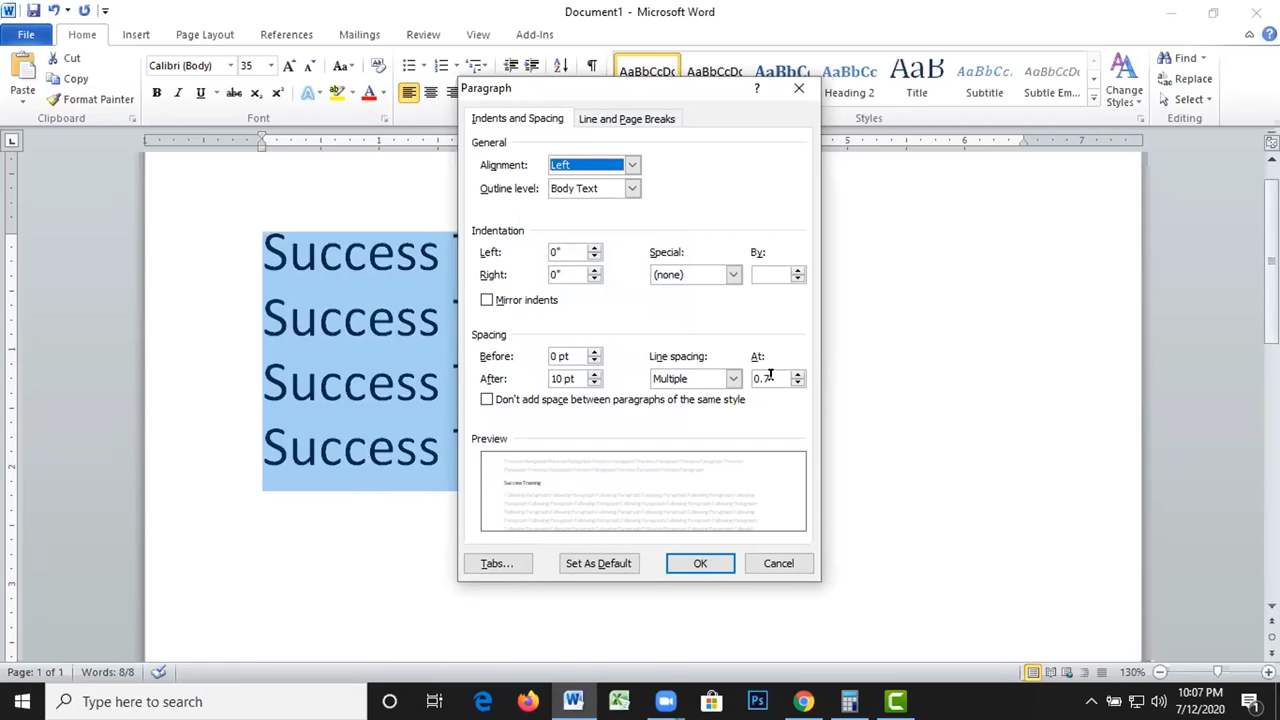 Document1 - Microsoft Word
File Home Insert Page Layout References Mailings Review View Add-Ins
Paste
Cut
Copy
Format Painter
Clipboard
Calibri (Body) 35
Font
AaBbCcDc AaBbCcDc AaBbC AaBbCc AaB AaBbCc. AaBbCcDc
Heading 2 Title Subtitle Subtle Em...
Styles
Change
Styles
Find
Replace
Select
Editing
Success
Success
Success
Success
Paragraph
Indents and Spacing Line and Page Breaks
General
Alignment: Left
Outline level: Body Text
Indentation
Left: 0" Special: By:
Right: 0" (none)
Mirror indents
Spacing
Before: 0 pt Line spacing: At:
After: 10 pt Multiple 0.7
Don't add space between paragraphs of the same style
Preview
Success Training
Tabs... Set As Default OK Cancel
Page: 1 of 1 Words: 8/8 130%
Type here to search
10:07 PM
7/12/2020